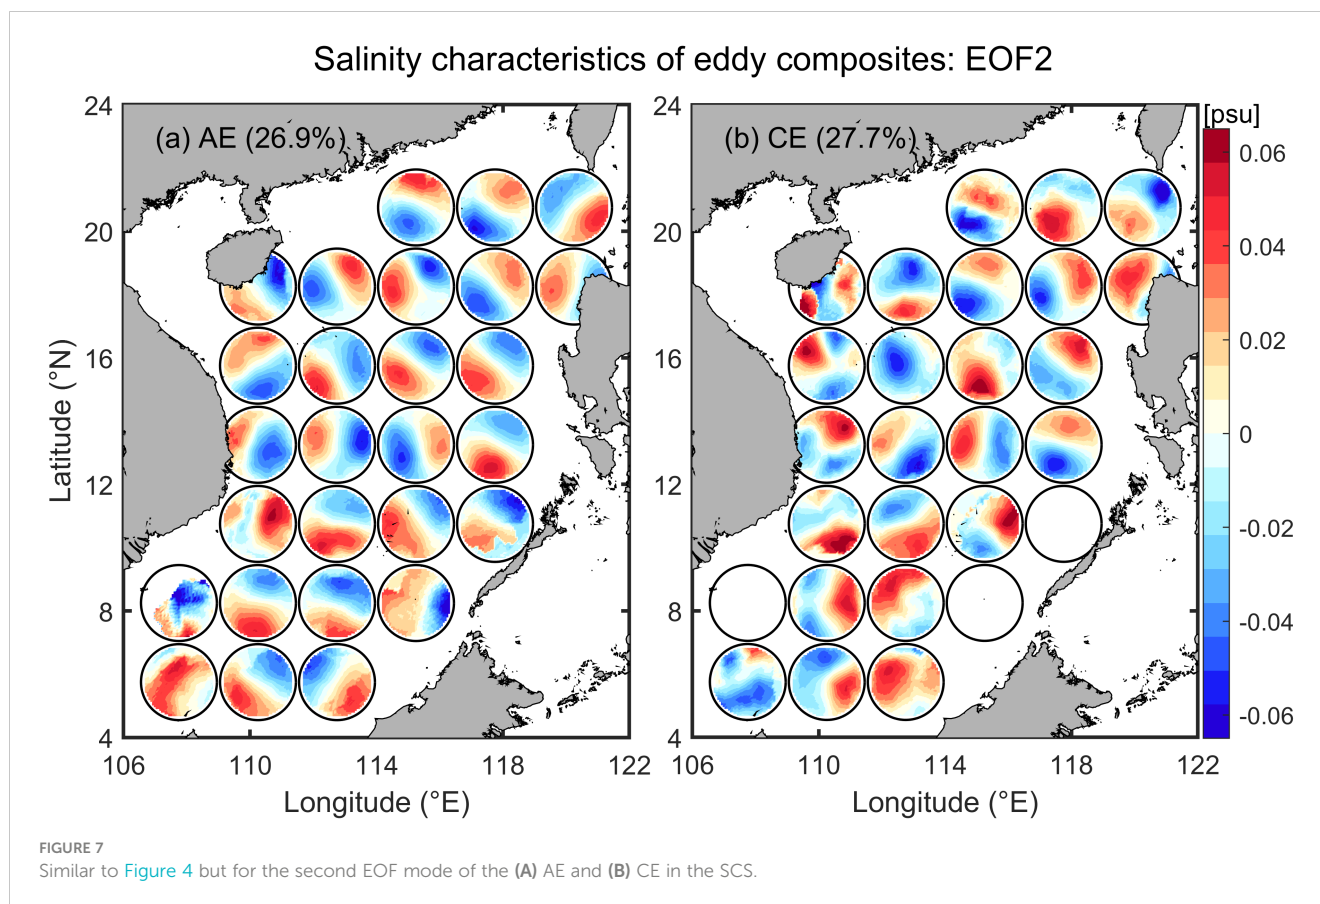 Salinity characteristics of eddy composites: EOF2
(a) AE (26.9%)
(b) CE (27.7%)
[psu]
24
20
16
12
8
4
Latitude (°N)
106 110 114 118 122
Longitude (°E)
24
20
16
12
8
4
106 110 114 118 122
Longitude (°E)
0.06
0.04
0.02
0
-0.02
-0.04
-0.06
FIGURE 7
Similar to Figure 4 but for the second EOF mode of the (A) AE and (B) CE in the SCS.